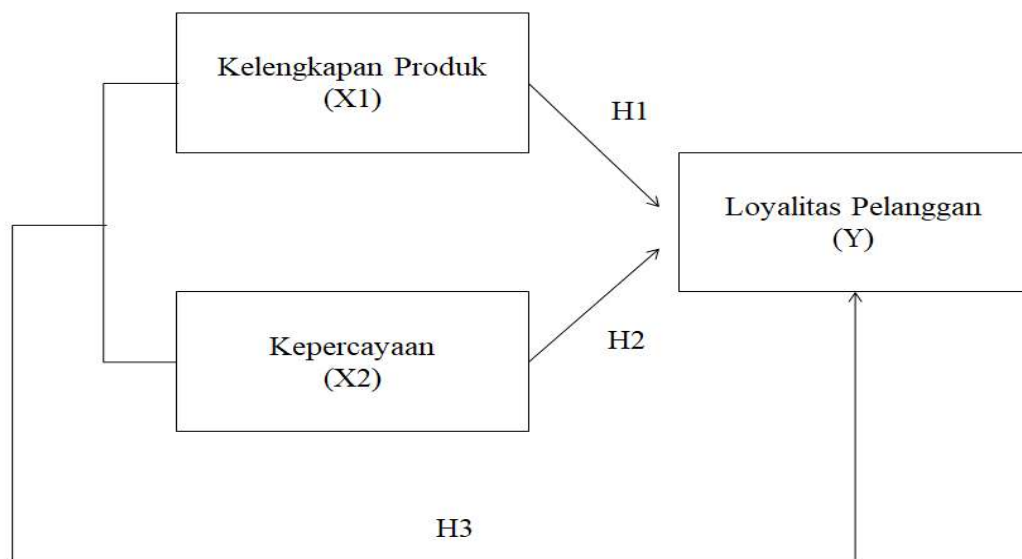 Kelengkapan Produk
(X1)
H1
Loyalitas Pelanggan
(Y)
Kepercayaan
(X2)
H2
H3